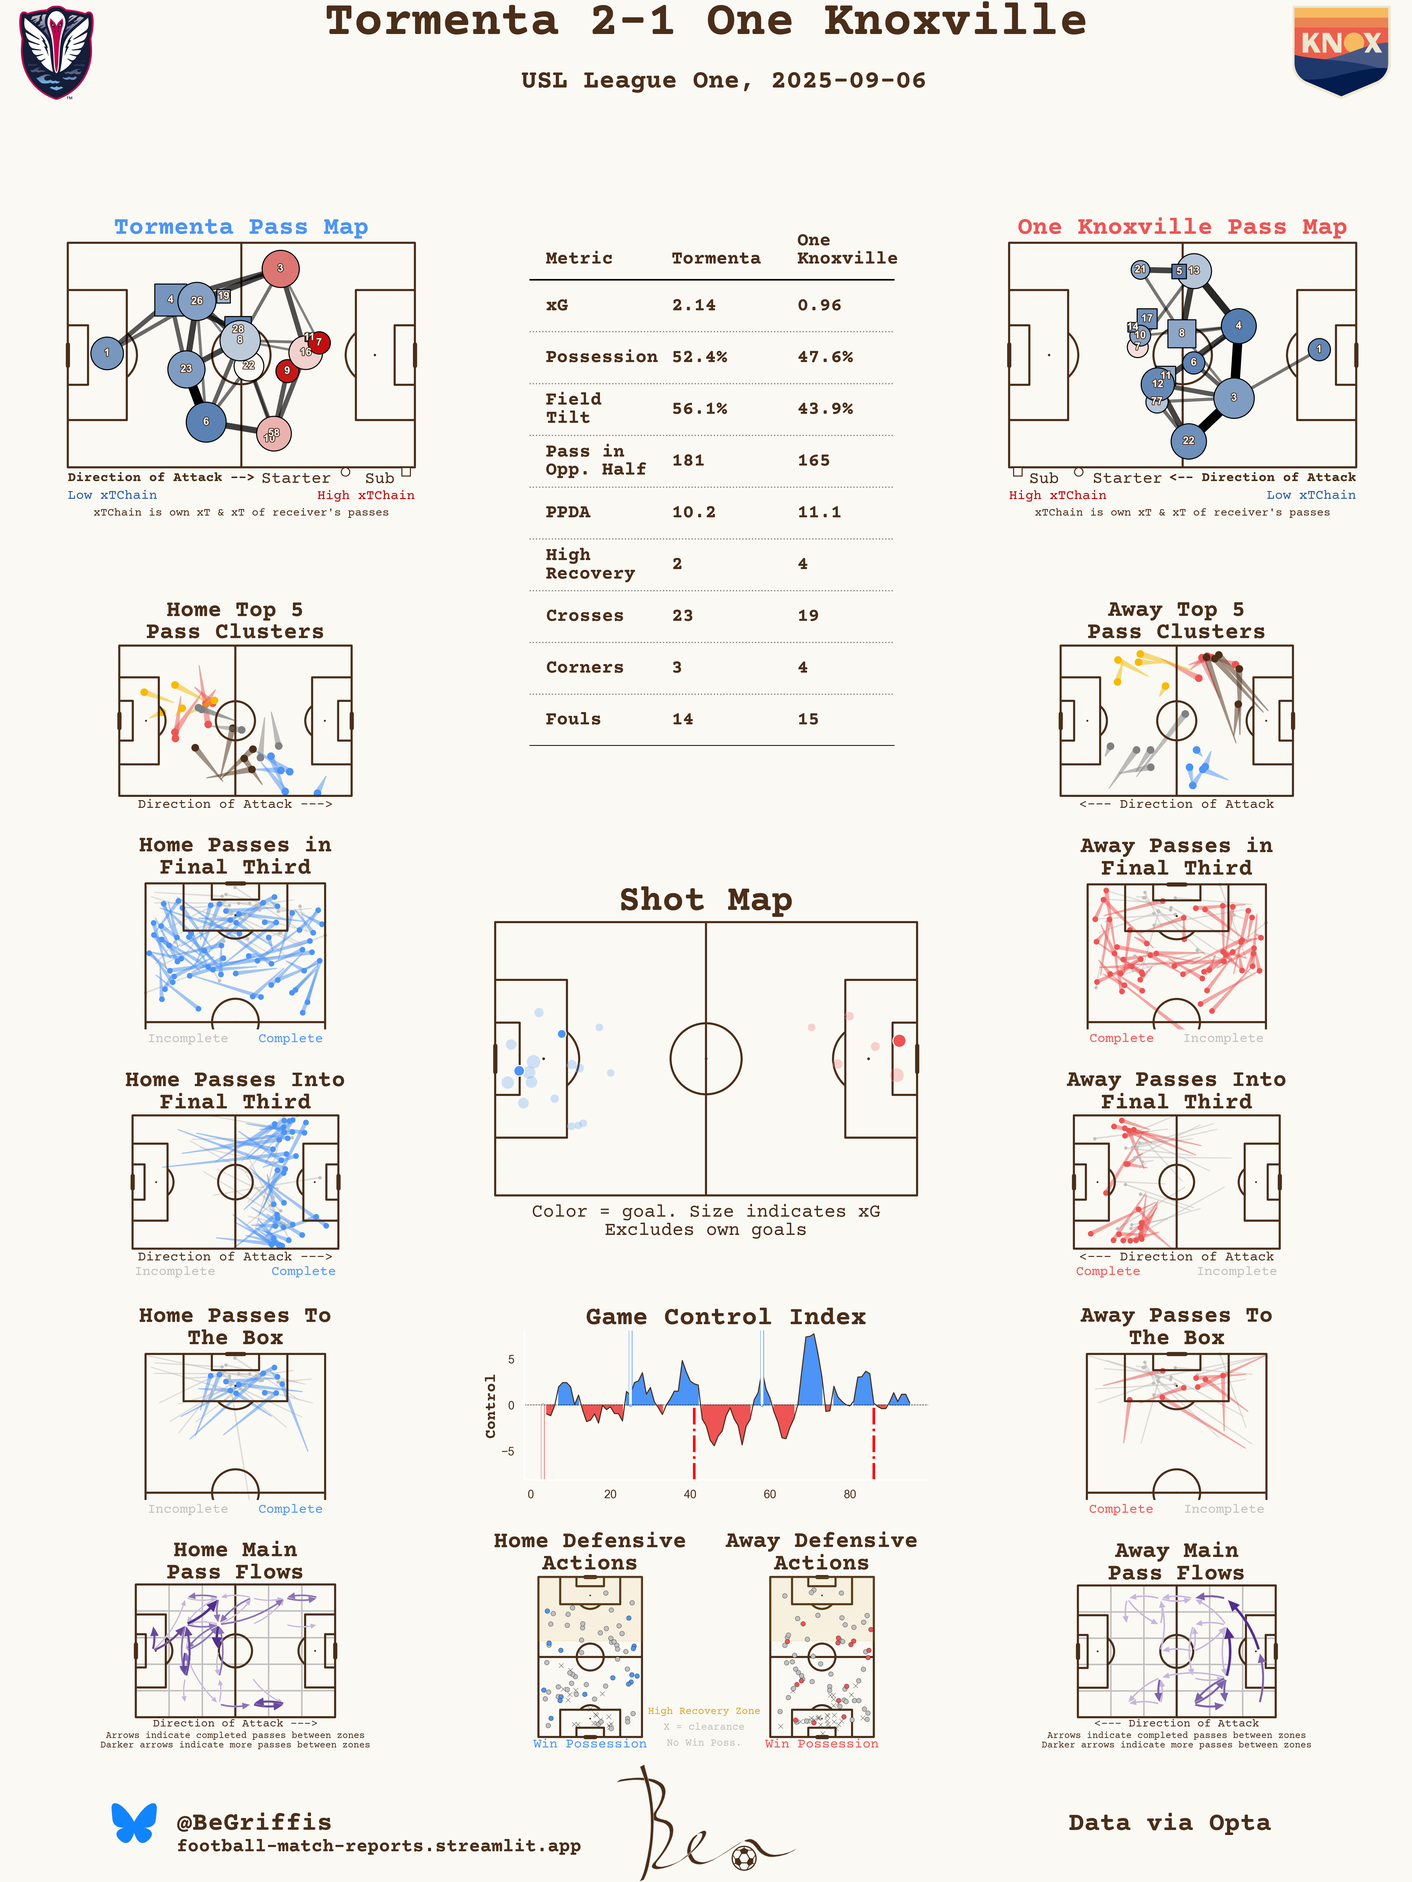 Tormenta 2-1 One Knoxville
USL League One, 2025-09-06
KNOX
TM
Tormenta Pass Map
4
26
19
3
28
8
11
7
16
1
23
22
9
6
58
10
Direction of Attack --> Starter Sub
Low xTChain High xTChain
xTChain is own xT & xT of receiver's passes
Metric Tormenta One Knoxville
xG 2.14 0.96
Possession 52.4% 47.6%
Field Tilt 56.1% 43.9%
Pass in Opp. Half 181 165
PPDA 10.2 11.1
High Recovery 2 4
Crosses 23 19
Corners 3 4
Fouls 14 15
One Knoxville Pass Map
21
5
13
17
14
10
7
8
4
1
6
11
12
77
3
22
Sub Starter <-- Direction of Attack
High xTChain Low xTChain
xTChain is own xT & xT of receiver's passes
Home Top 5
Pass Clusters
Direction of Attack --->
Away Top 5
Pass Clusters
<--- Direction of Attack
Home Passes in
Final Third
Incomplete Complete
Shot Map
Color = goal. Size indicates xG
Excludes own goals
Away Passes in
Final Third
Complete Incomplete
Home Passes Into
Final Third
Direction of Attack --->
Incomplete Complete
Away Passes Into
Final Third
<--- Direction of Attack
Complete Incomplete
Home Passes To
The Box
Incomplete Complete
Game Control Index
Control
5
0
−5
0 20 40 60 80
Away Passes To
The Box
Complete Incomplete
Home Main
Pass Flows
Direction of Attack --->
Arrows indicate completed passes between zones
Darker arrows indicate more passes between zones
Home Defensive
Actions
Win Possession
High Recovery Zone
X = clearance
No Win Poss.
Away Defensive
Actions
Win Possession
Away Main
Pass Flows
<--- Direction of Attack
Arrows indicate completed passes between zones
Darker arrows indicate more passes between zones
@BeGriffis
football-match-reports.streamlit.app
Ben
Data via Opta